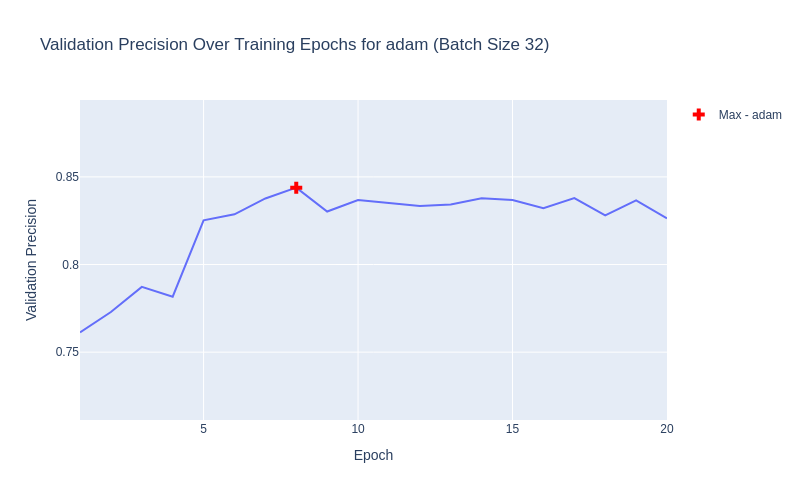 Validation Precision Over Training Epochs for adam (Batch Size 32)
Max - adam
Validation Precision
0.85
0.8
0.75
5
10
15
20
Epoch